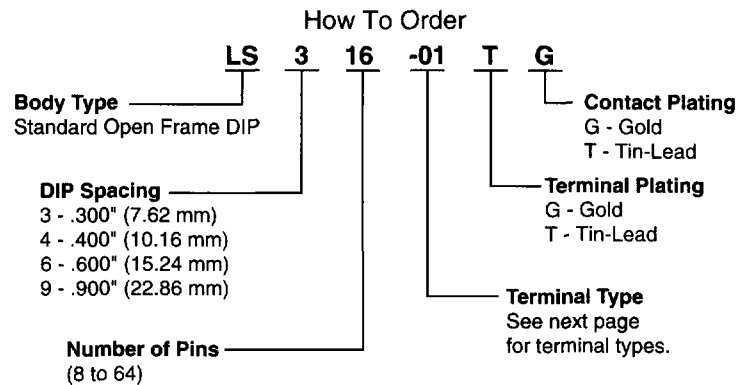 How To Order
LS 3 16 -01 T G
Body Type
Standard Open Frame DIP
DIP Spacing
3 - .300" (7.62 mm)
4 - .400" (10.16 mm)
6 - .600" (15.24 mm)
9 - .900" (22.86 mm)
Number of Pins
(8 to 64)
Contact Plating
G - Gold
T - Tin-Lead
Terminal Plating
G - Gold
T - Tin-Lead
Terminal Type
See next page
for terminal types.